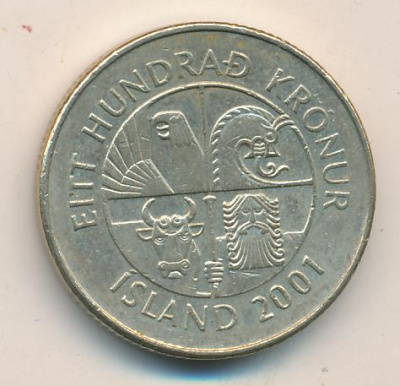 EITT HUNDRAÐ KRÓNUR
ÍSLAND 2001